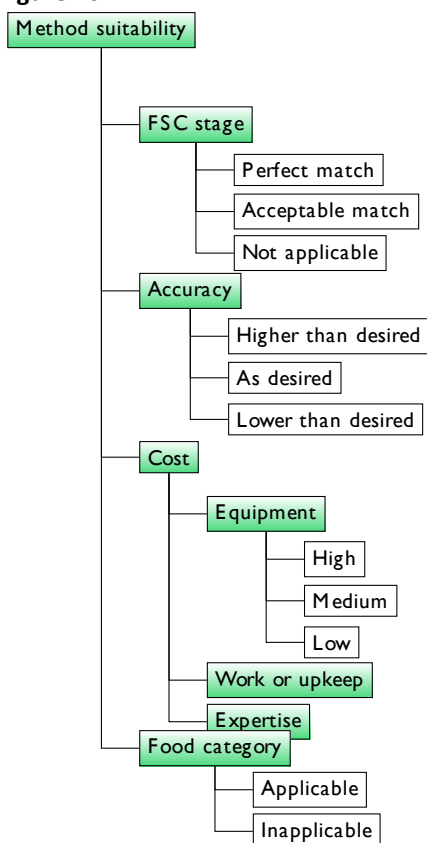 Method suitability
FSC stage
Perfect match
Acceptable match
Not applicable
Accuracy
Higher than desired
As desired
Lower than desired
Cost
Equipment
High
Medium
Low
Work or upkeep
Expertise
Food category
Applicable
Inapplicable